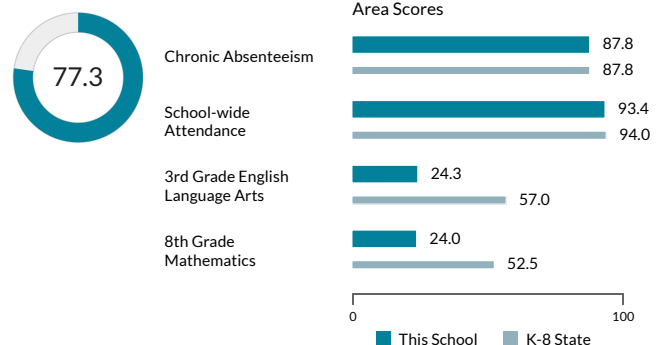 Area Scores
77.3
Chronic Absenteeism
87.8
87.8
School-wide
Attendance
93.4
94.0
3rd Grade English
Language Arts
24.3
57.0
8th Grade
Mathematics
24.0
52.5
0
100
This School
K-8 State